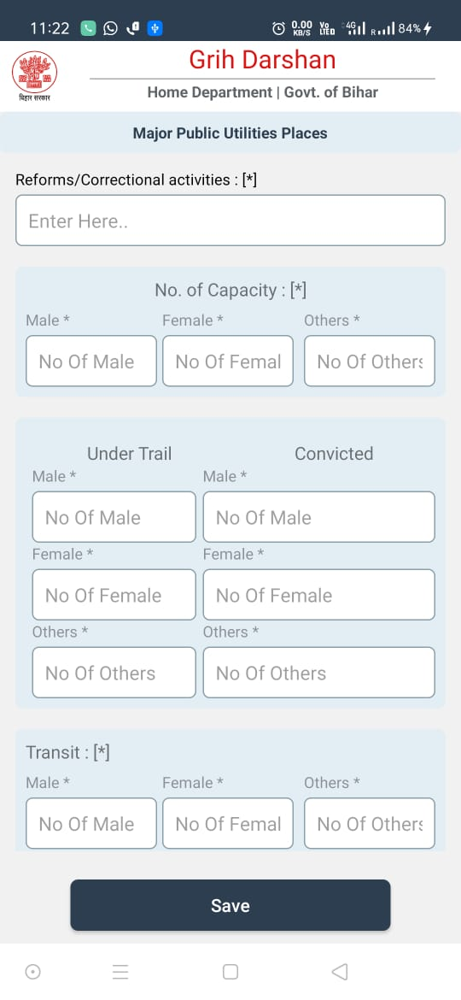 11:22 0.00 KB/S Vo LTED 4G R 84%
Grih Darshan
बिहार सरकार
Home Department | Govt. of Bihar
Major Public Utilities Places
Reforms/Correctional activities : [*]
Enter Here..
No. of Capacity : [*]
Male * Female * Others *
No Of Male No Of Femal No Of Others
Under Trail Convicted
Male * Male *
No Of Male No Of Male
Female * Female *
No Of Female No Of Female
Others * Others *
No Of Others No Of Others
Transit : [*]
Male * Female * Others *
No Of Male No Of Femal No Of Others
Save